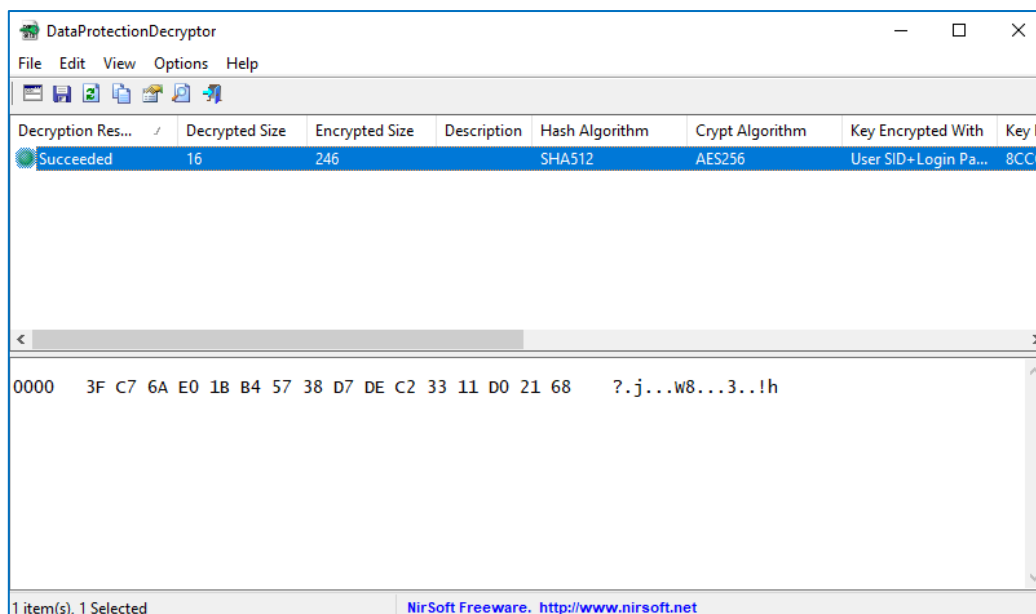 DataProtectionDecryptor
File Edit View Options Help
Decryption Res... Decrypted Size Encrypted Size Description Hash Algorithm Crypt Algorithm Key Encrypted With Key
Succeeded 16 246 SHA512 AES256 User SID+Login Pa... 8CC
0000 3F C7 6A E0 1B B4 57 38 D7 DE C2 33 11 D0 21 68 ?.j...W8...3..!h
1 item(s), 1 Selected NirSoft Freeware. http://www.nirsoft.net